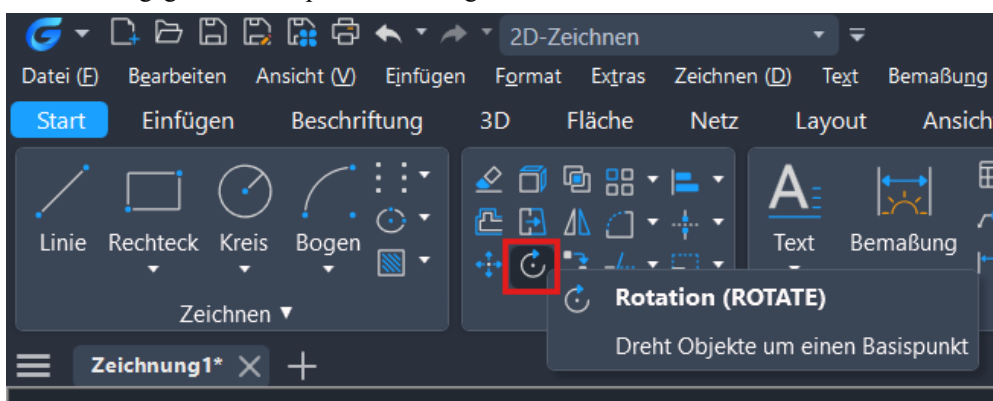 2D-Zeichnen
Datei (F) Bearbeiten Ansicht (V) Einfügen Format Extras Zeichnen (D) Text Bemaßung
Start Einfügen Beschriftung 3D Fläche Netz Layout Ansich
A
Linie Rechteck Kreis Bogen Text Bemaßung
Rotation (ROTATE)
Zeichnen
Dreht Objekte um einen Basispunkt
Zeichnung1*